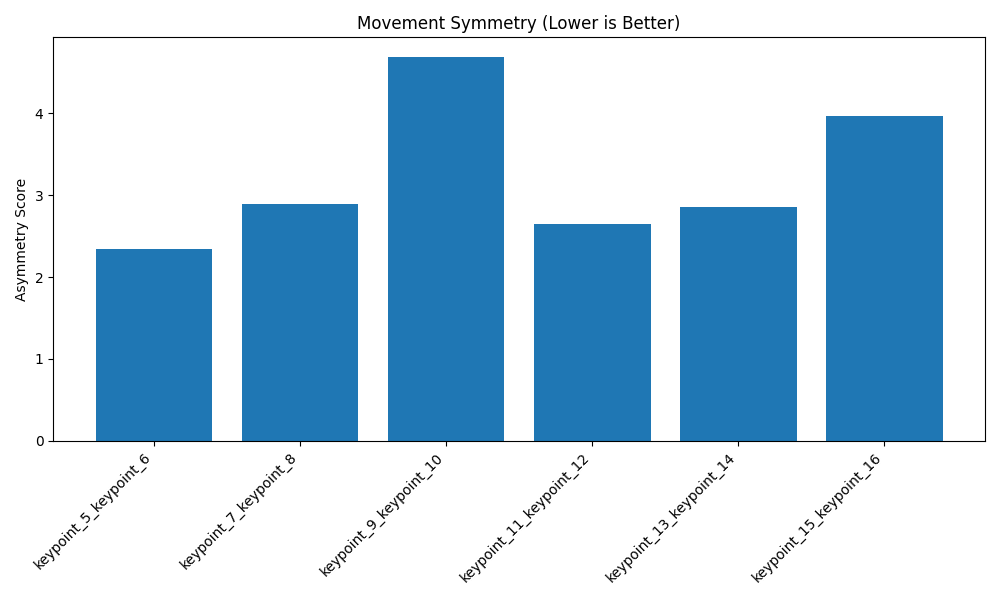 Movement Symmetry (Lower is Better)
Asymmetry Score
4
3
2
1
0
keypoint_5_keypoint_6
keypoint_7_keypoint_8
keypoint_9_keypoint_10
keypoint_11_keypoint_12
keypoint_13_keypoint_14
keypoint_15_keypoint_16